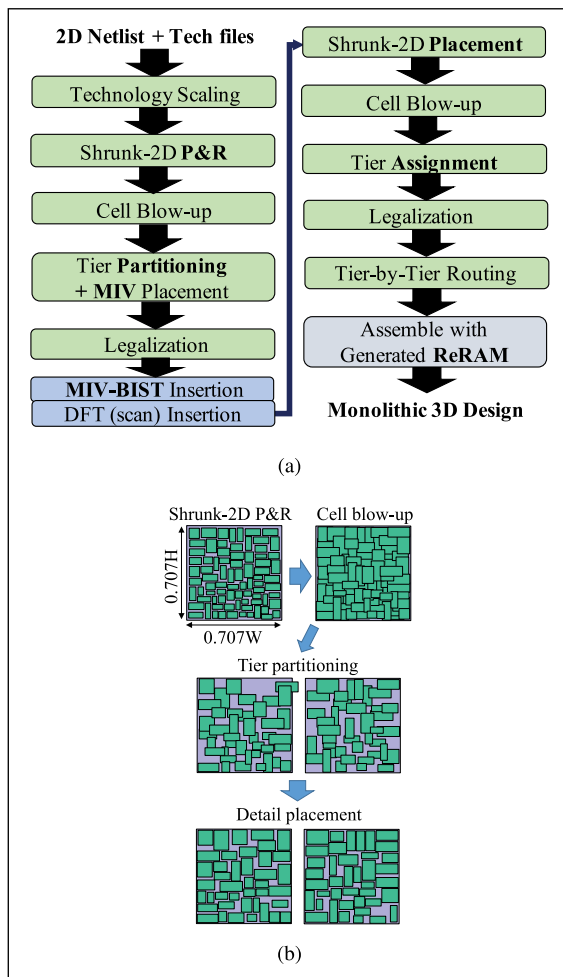 2D Netlist + Tech files
Technology Scaling
Shrunk-2D P&R
Cell Blow-up
Tier Partitioning
+ MIV Placement
Legalization
MIV-BIST Insertion
DFT (scan) Insertion
Shrunk-2D Placement
Cell Blow-up
Tier Assignment
Legalization
Tier-by-Tier Routing
Assemble with
Generated ReRAM
Monolithic 3D Design
(a)
Shrunk-2D P&R
Cell blow-up
0.707H
0.707W
Tier partitioning
Detail placement
(b)